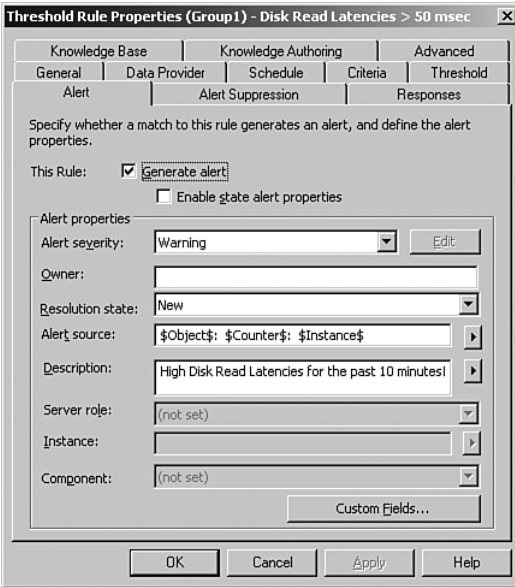 Threshold Rule Properties (Group1) - Disk Read Latencies > 50 msec
Knowledge Base Knowledge Authoring Advanced
General Data Provider Schedule Criteria Threshold
Alert Alert Suppression Responses
Specify whether a match to this rule generates an alert, and define the alert
properties.
This Rule: Generate alert
Enable state alert properties
Alert properties
Alert severity: Warning Edit
Owner:
Resolution state: New
Alert source: $Object$: $Counter$: $Instance$
Description: High Disk Read Latencies for the past 10 minutes!
Server role: (not set)
Instance:
Component: (not set)
Custom Fields...
OK Cancel Apply Help